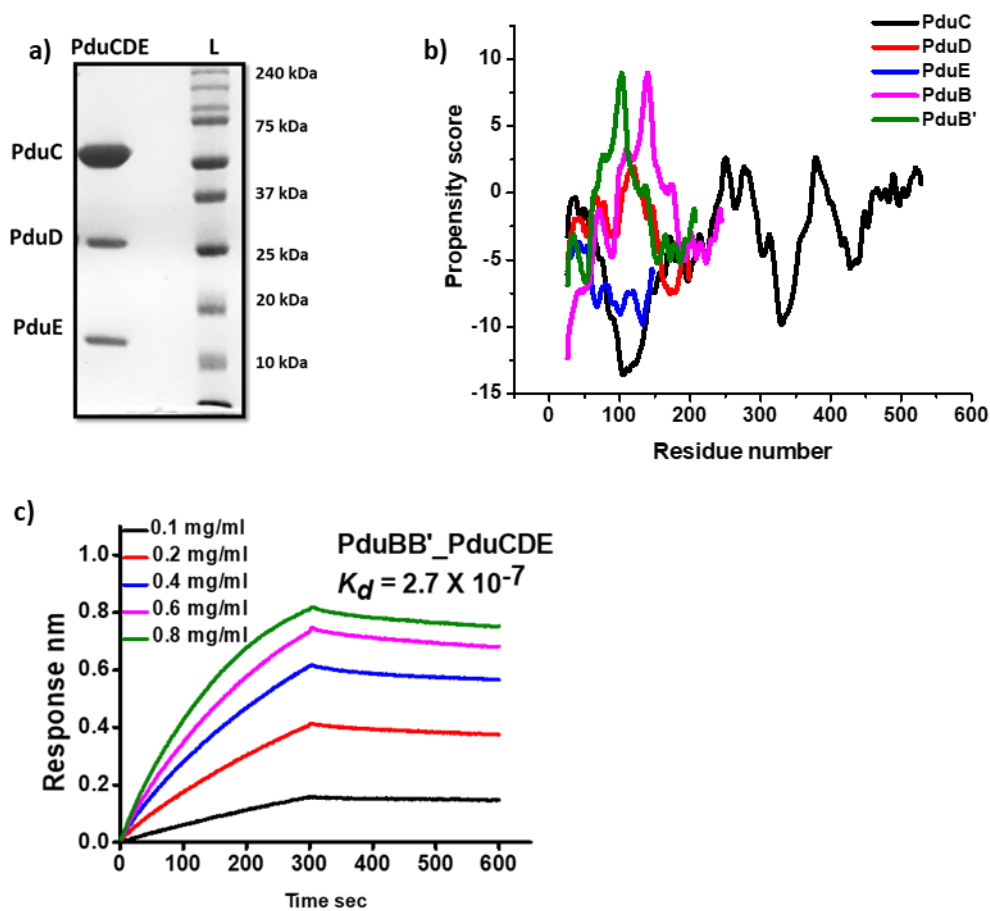 a)
PduCDE L
240 kDa
75 kDa
PduC
37 kDa
PduD
25 kDa
20 kDa
PduE
10 kDa
b)
PduC
PduD
PduE
PduB
PduB'
10
5
0
-5
-10
-15
Propensity score
0 100 200 300 400 500 600
Residue number
c)
0.1 mg/ml
0.2 mg/ml
0.4 mg/ml
0.6 mg/ml
0.8 mg/ml
PduBB'_PduCDE
Kd = 2.7 X 10-7
1.0
0.8
0.6
0.4
0.2
0.0
Response nm
0 100 200 300 400 500 600
Time sec